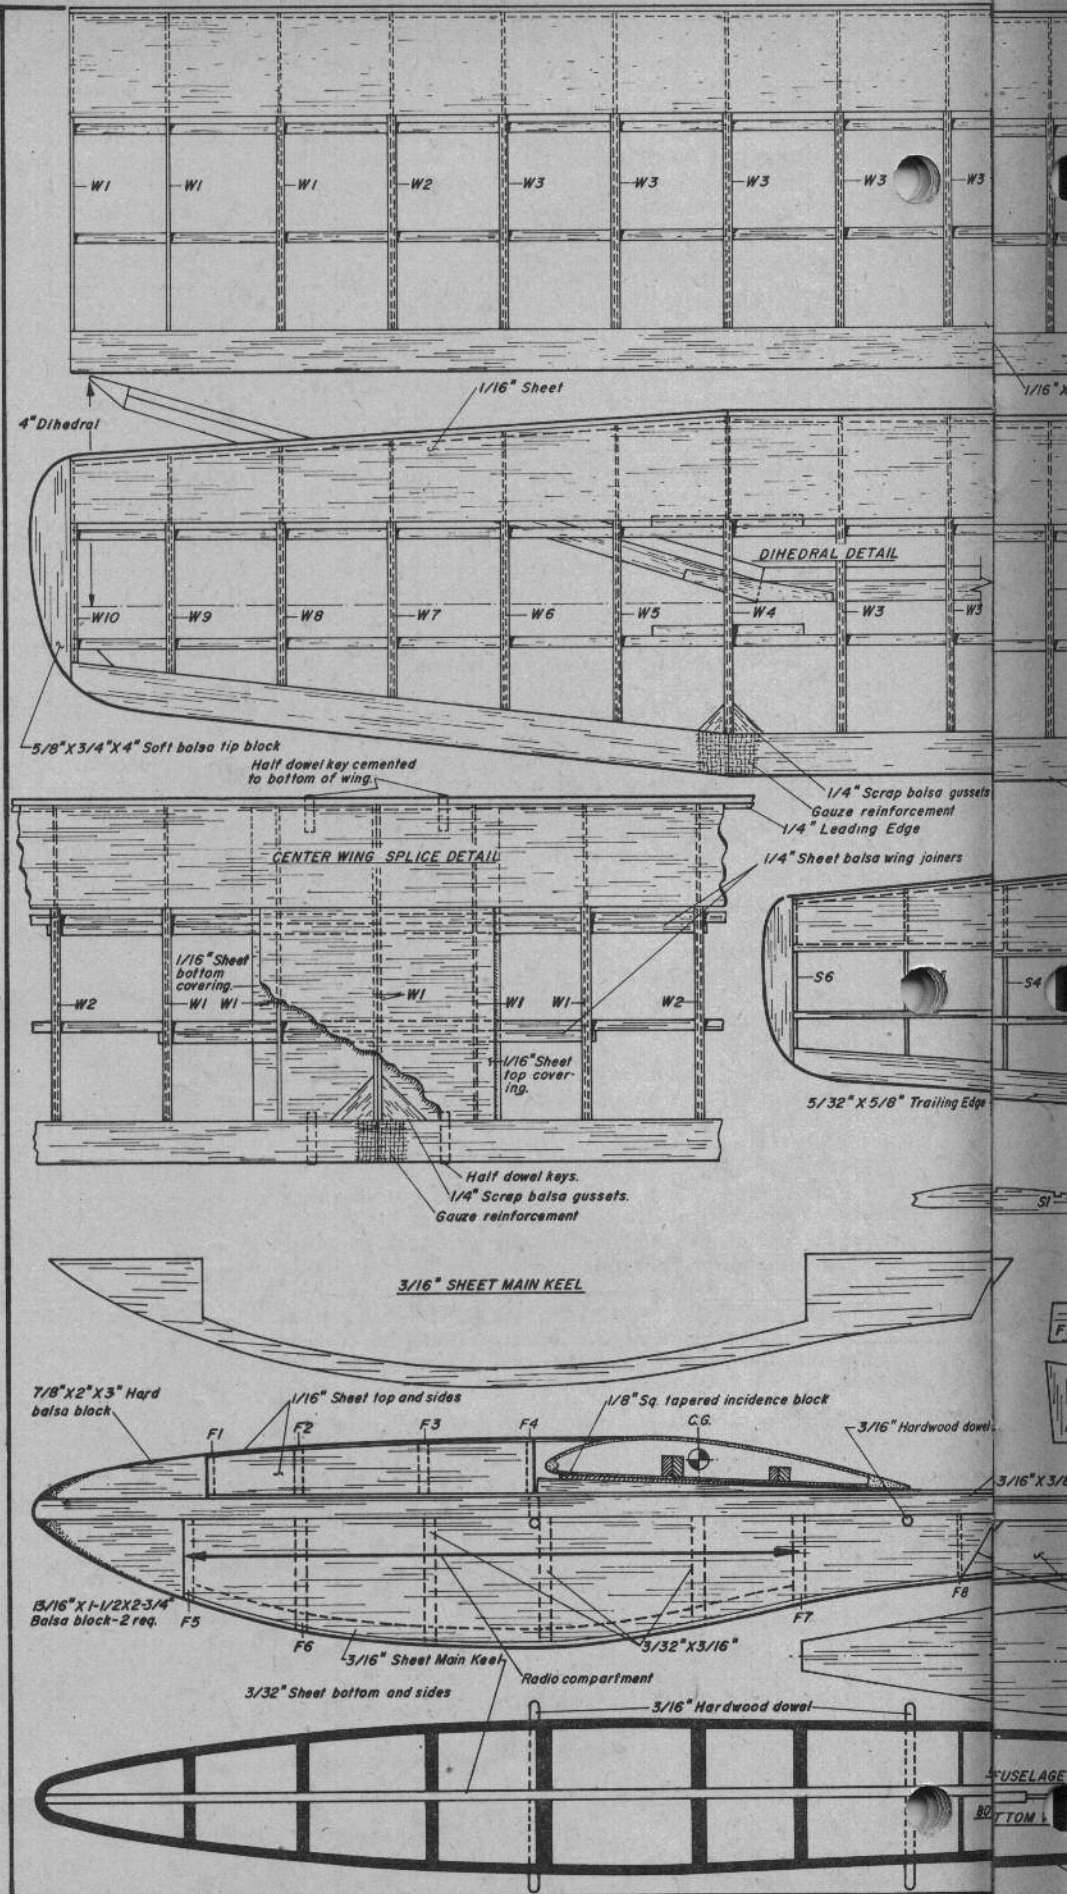 W1
W1
W1
W2
W3
W3
W3
W3
W3
1/16" X
1/16" Sheet
4" Dihedral
DIHEDRAL DETAIL
W10
W9
W8
W7
W6
W5
W4
W3
W3
5/8" X 3/4" X 4" Soft balsa tip block
Half dowel key cemented
to bottom of wing.
1/4" Scrap balsa gussets
Gauze reinforcement
1/4" Leading Edge
CENTER WING SPLICE DETAIL
1/4" Sheet balsa wing joiners
1/16" Sheet
bottom
covering.
W2
W1
W1
W1
W1
W1
W2
S6
S4
1/16" Sheet
top cover-
ing.
5/32" X 5/8" Trailing Edge
Half dowel keys.
1/4" Scrap balsa gussets.
Gauze reinforcement
S1
3/16" SHEET MAIN KEEL
F
7/8" X 2" X 3" Hard
balsa block
1/16" Sheet top and sides
1/8" Sq. tapered incidence block
F1
F2
F3
F4
C.G.
3/16" Hardwood dowel.
3/16" X 3/8
13/16" X 1-1/2 X 2-3/4"
Balsa block-2 req.
F5
F6
F7
F8
3/16" Sheet Main Keel
3/32" X 3/16"
Radio compartment
3/32" Sheet bottom and sides
3/16" Hardwood dowel
FUSELAGE
BOTTOM